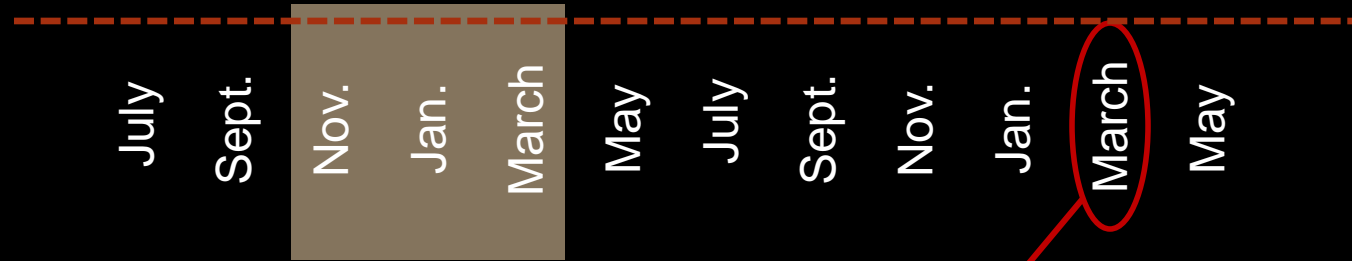 July
Sept.
Nov.
Jan.
March
May
July
Sept.
Nov.
Jan.
March
May